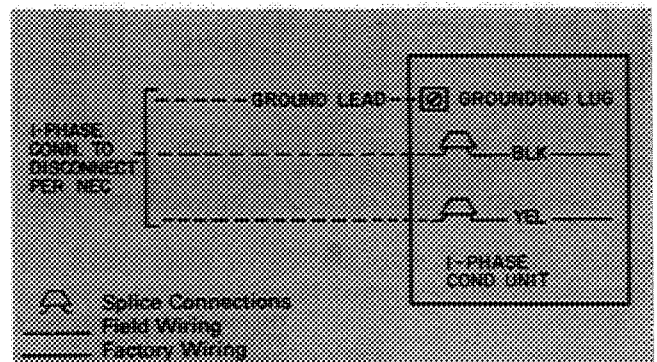 GROUND LEAD
GROUNDING LUG
1-PHASE
CONN. TO
DISCONNECT
PER NEC
BLK
YEL
1-PHASE
COND UNIT
Splice Connections
Field Wiring
Factory Wiring